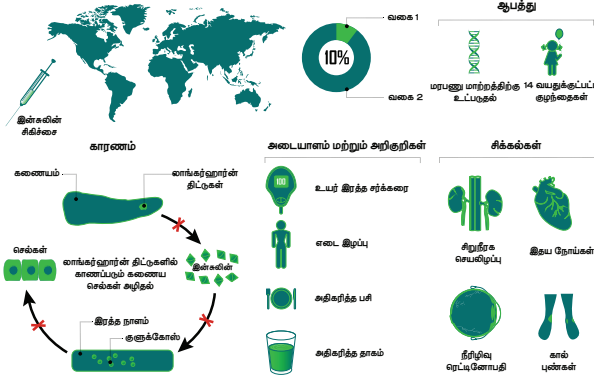 இன்சுலின்
சிகிச்சை
10%
வகை 1
வகை 2
ஆபத்து
மரபணு மாற்றத்திற்கு
உட்படுதல்
14 வயதுக்குட்பட்ட
குழந்தைகள்
காரணம்
கணையம்
லாங்கர்ஹார்ன்
திட்டுகள்
செல்கள்
லாங்கர்ஹார்ன் திட்டுகளில்
காணப்படும் கணைய
செல்கள் அழிதல்
இன்சுலின்
இரத்த நாளம்
குளுக்கோஸ்
அடையாளம் மற்றும் அறிகுறிகள்
100
உயர் இரத்த சர்க்கரை
எடை இழப்பு
அதிகரித்த பசி
அதிகரித்த தாகம்
சிக்கல்கள்
சிறுநீரக
செயலிழப்பு
இதய நோய்கள்
நீரிழிவு
ரெட்டினோபதி
கால்
புண்கள்